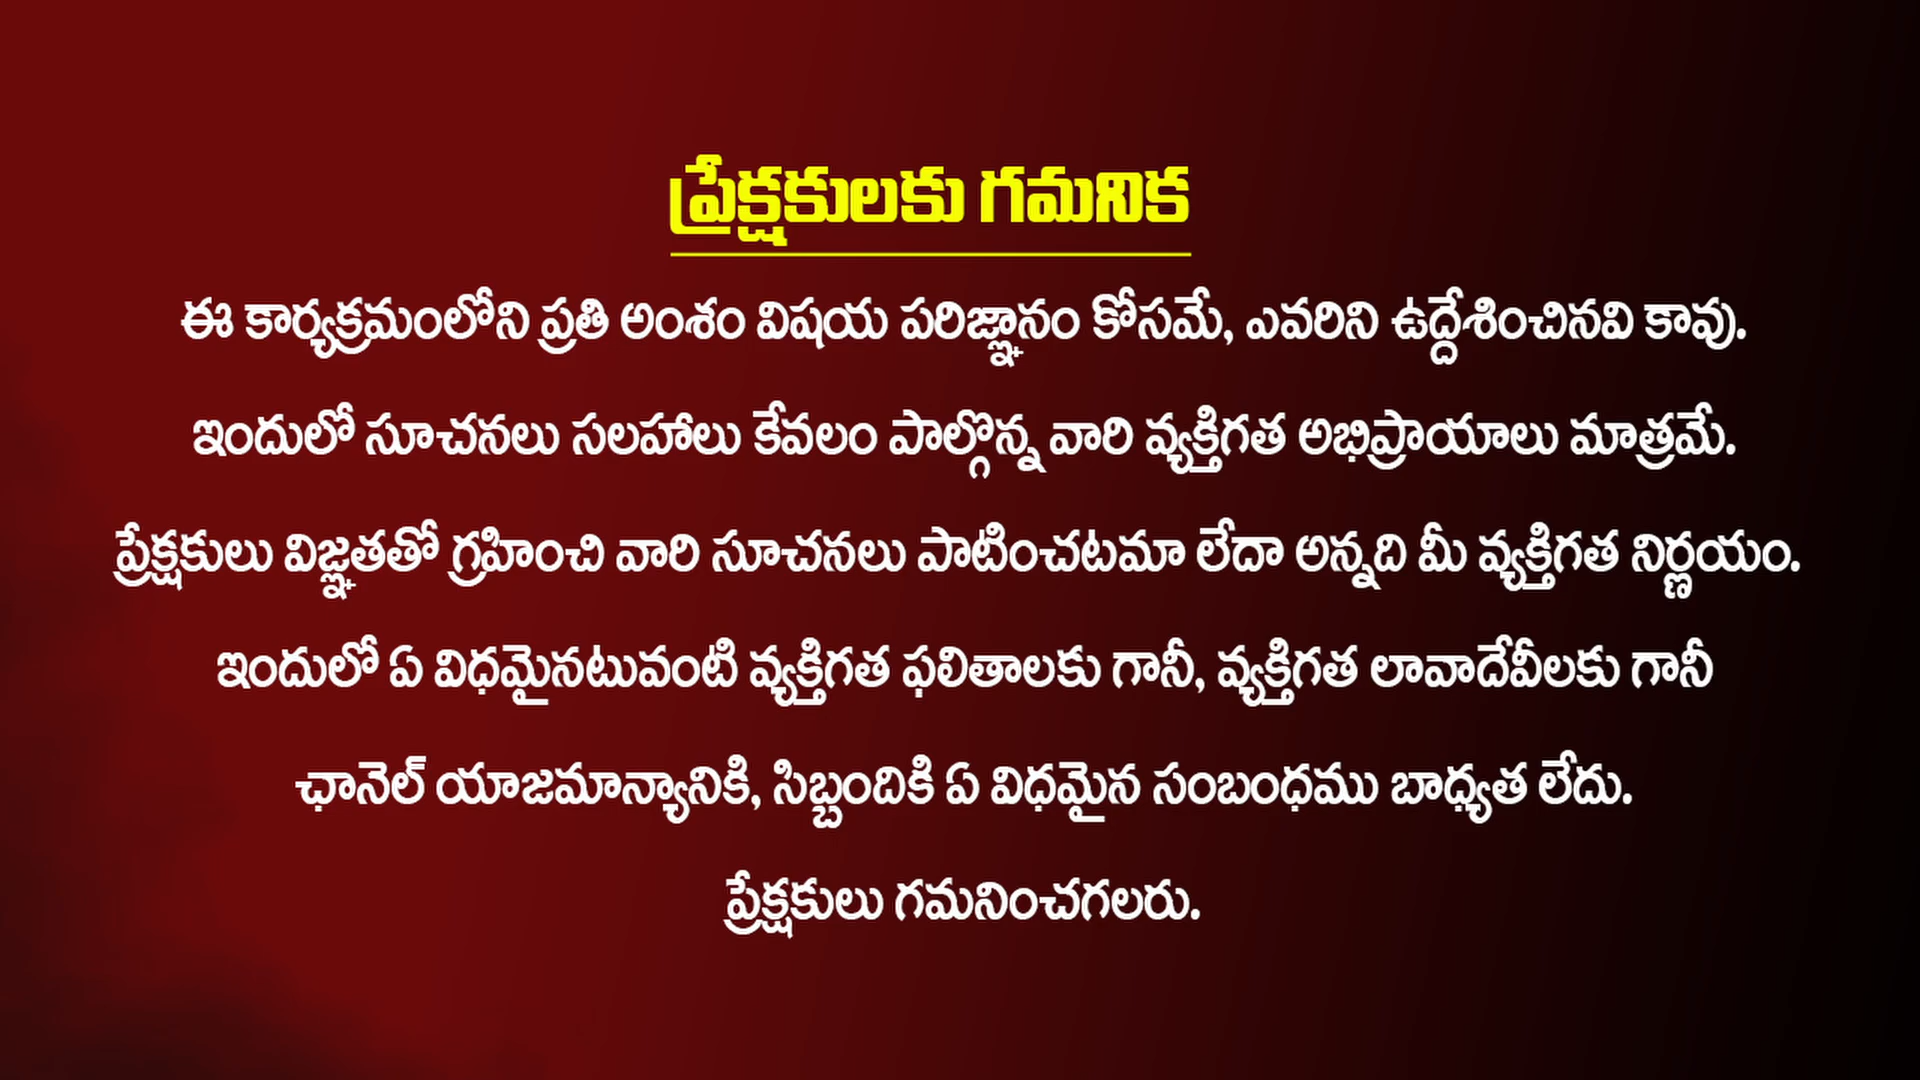 ప్రేక్షకులకు గమనిక
ఈ కార్యక్రమంలోని ప్రతి అంశం విషయ పరిజ్ఞానం కోసమే, ఎవరిని ఉద్దేశించినవి కావు.
ఇందులో సూచనలు సలహాలు కేవలం పాల్గొన్న వారి వ్యక్తిగత అభిప్రాయాలు మాత్రమే.
ప్రేక్షకులు విజ్ఞతతో గ్రహించి వారి సూచనలు పాటించటమా లేదా అన్నది మీ వ్యక్తిగత నిర్ణయం.
ఇందులో ఏ విధమైనటువంటి వ్యక్తిగత ఫలితాలకు గానీ, వ్యక్తిగత లావాదేవీలకు గానీ
ఛానెల్ యాజమాన్యానికి, సిబ్బందికి ఏ విధమైన సంబంధము బాధ్యత లేదు.
ప్రేక్షకులు గమనించగలరు.